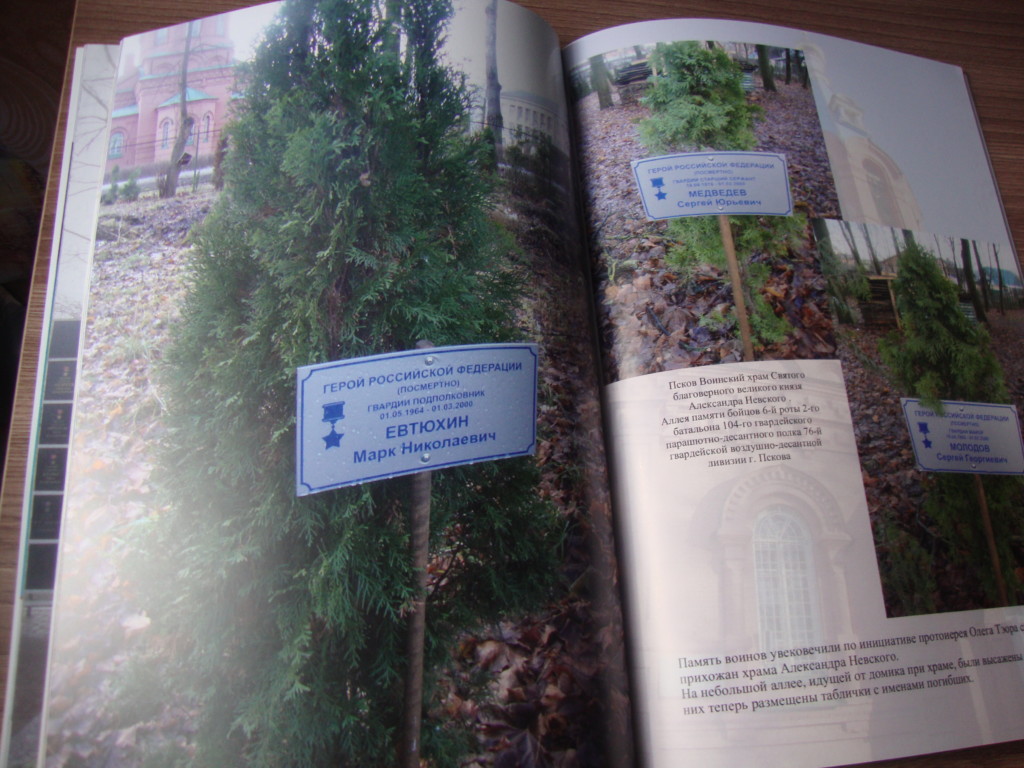 ГЕРОЙ РОССИЙСКОЙ ФЕДЕРАЦИИ
(ПОСМЕРТНО)
ГВАРДИИ ПОДПОЛКОВНИК
01.05.1964 - 01.03.2000
ЕВТЮХИН
Марк Николаевич
ГЕРОЙ РОССИЙСКОЙ ФЕДЕРАЦИИ
(ПОСМЕРТНО)
ГВАРДИИ СТАРШИЙ СЕРЖАНТ
МЕДВЕДЕВ
Сергей Юрьевич
Псков Воинский храм Святого
благоверного великого князя
Александра Невского
Аллея памяти бойцов 6-й роты 2-го
батальона 104-го гвардейского
парашютно-десантного полка 76-й
гвардейской воздушно-десантной
дивизии г. Пскова
ГЕРОЙ РОССИЙСКОЙ ФЕДЕРАЦИИ
(ПОСМЕРТНО)
МОЛОДОВ
Сергей Георгиевич
Память воинов увековечили по инициативе протоиерея Олега Тэора с
прихожан храма Александра Невского.
На небольшой аллее, идущей от домика при храме, были высажены
них теперь размещены таблички с именами погибших.